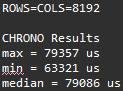 ROWS=COLS=8192
CHRONO Results
max = 79357 us
min = 63321 us
median = 79086 us